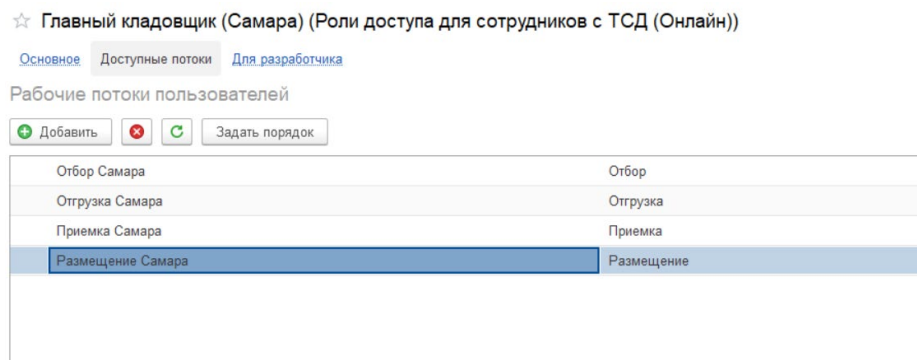 Главный кладовщик (Самара) (Роли доступа для сотрудников с ТСД (Онлайн))
Основное Доступные потоки Для разработчика
Рабочие потоки пользователей
Добавить Задать порядок
Отбор Самара Отбор
Отгрузка Самара Отгрузка
Приемка Самара Приемка
Размещение Самара Размещение